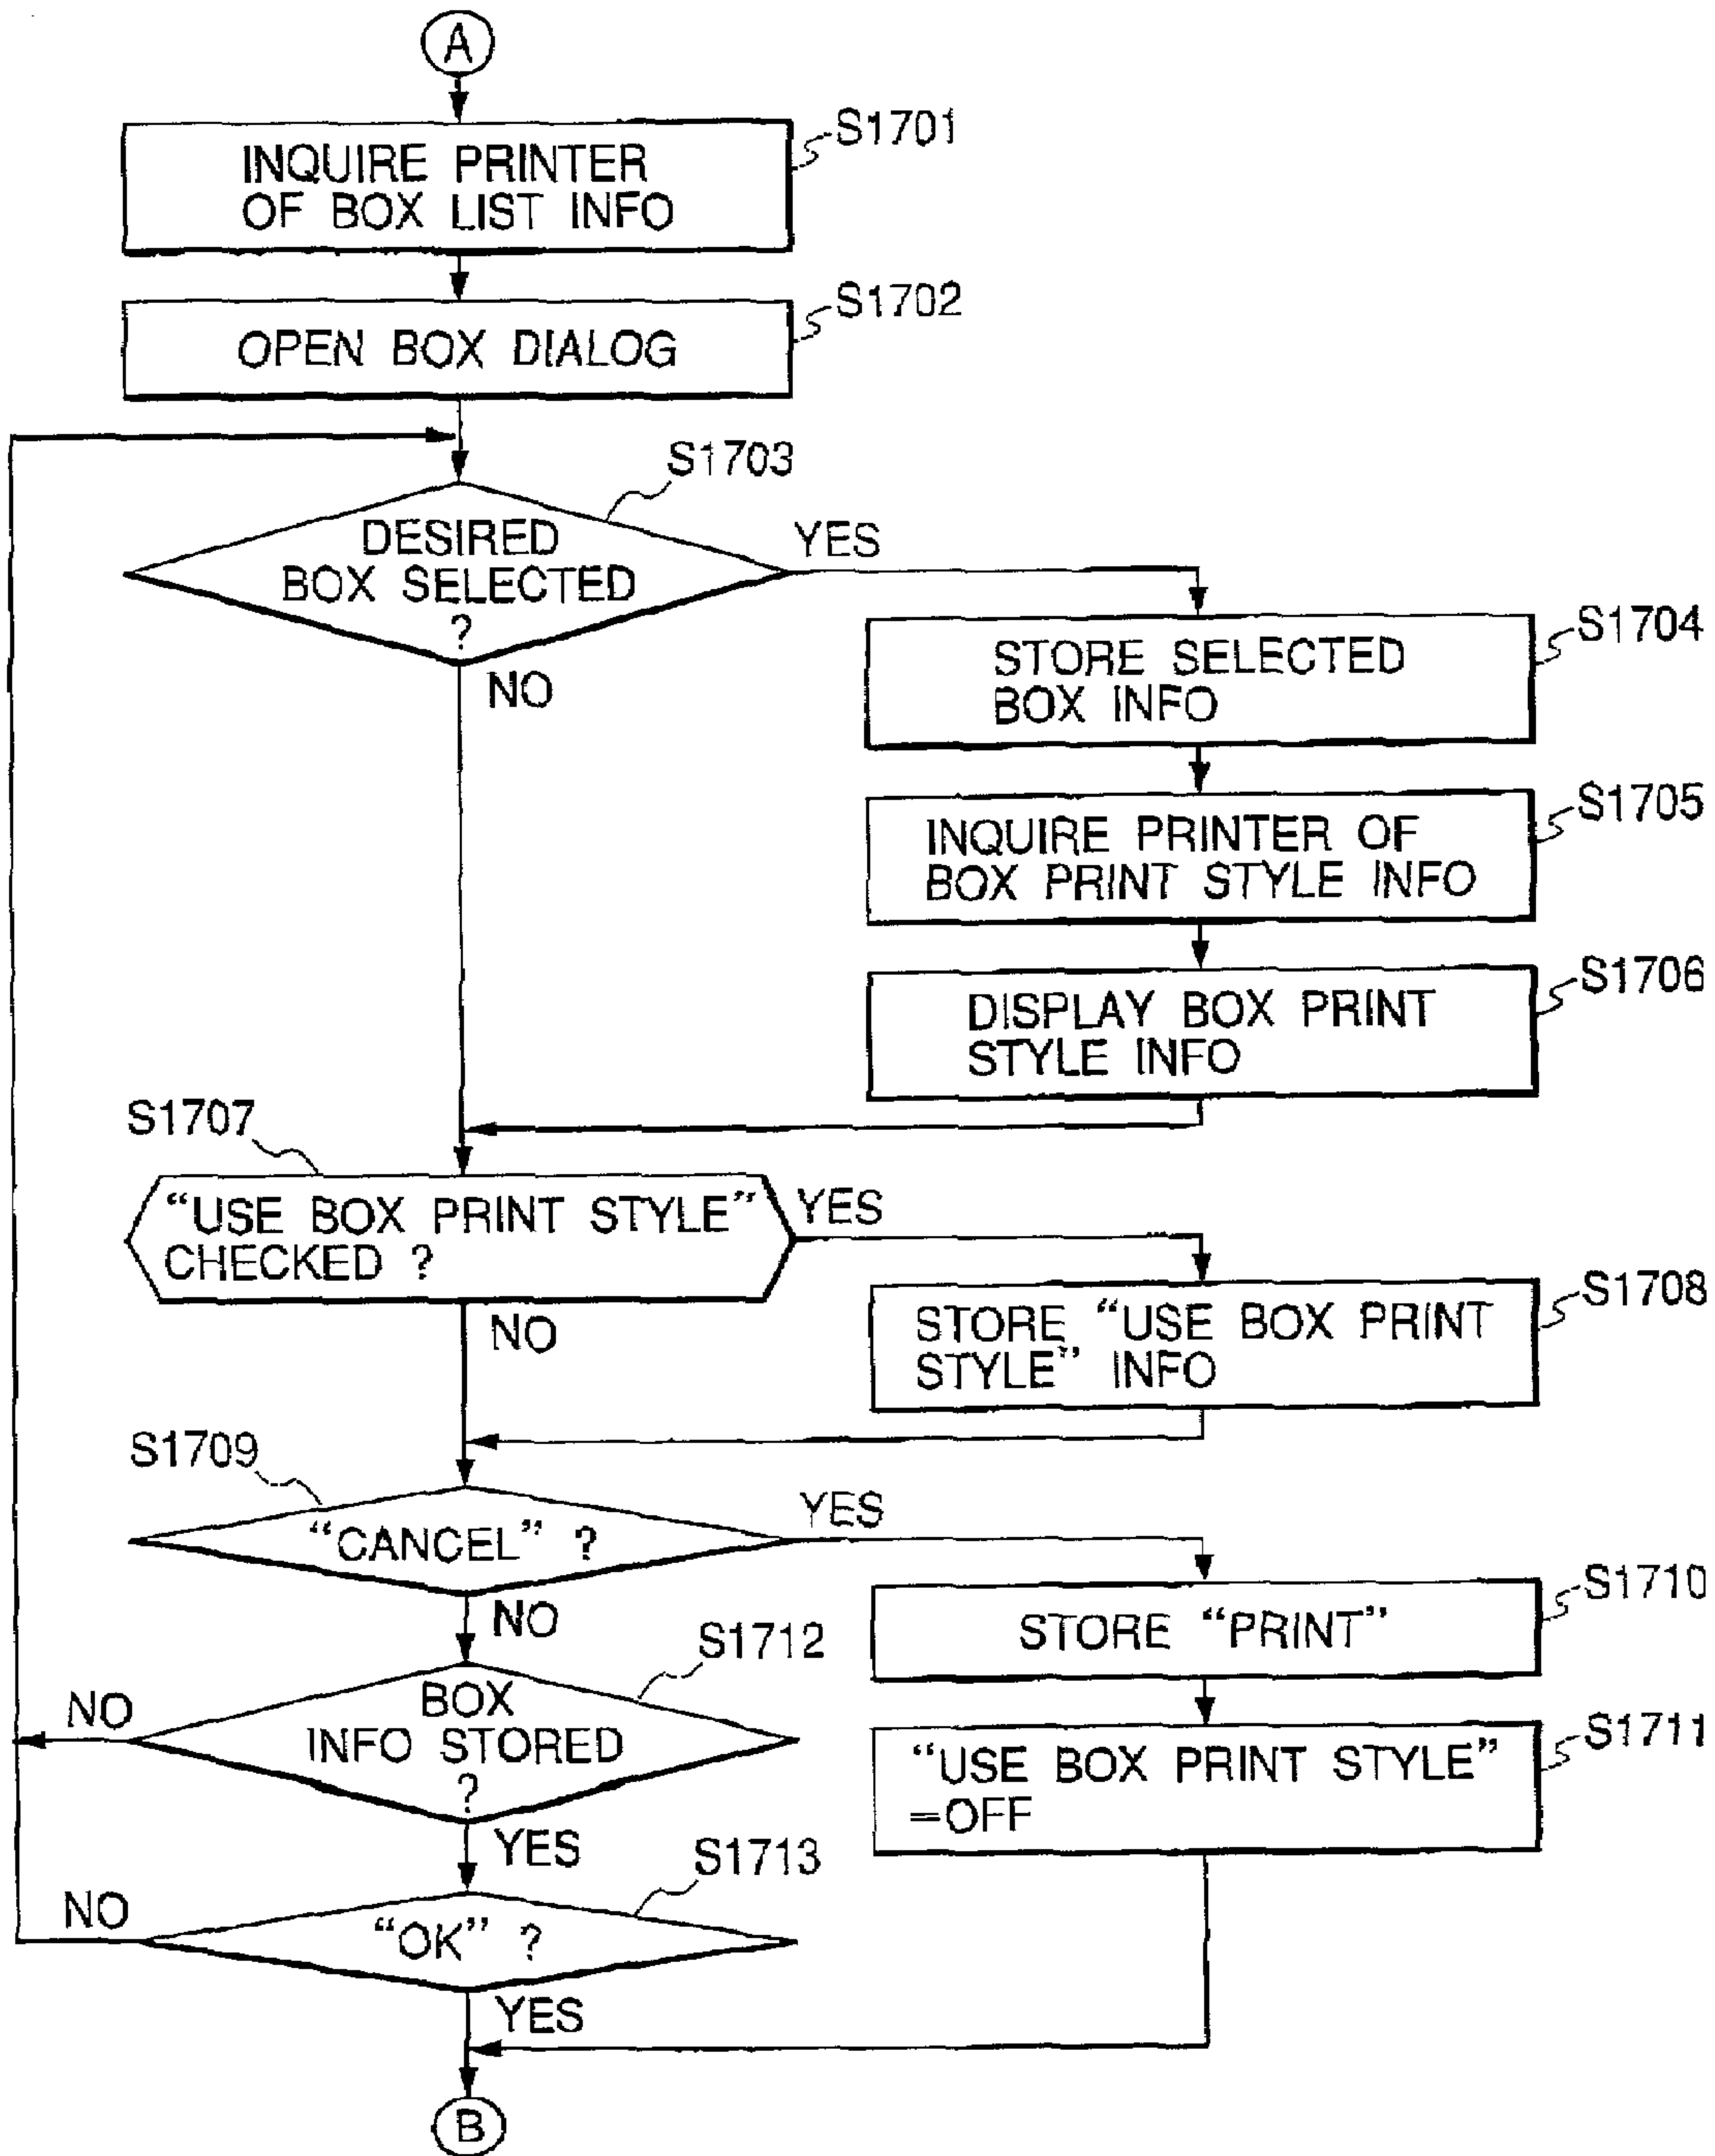 A
S1701
INQUIRE PRINTER
OF BOX LIST INFO
S1702
OPEN BOX DIALOG
S1703
DESIRED
BOX SELECTED
?
YES
NO
S1704
STORE SELECTED
BOX INFO
S1705
INQUIRE PRINTER OF
BOX PRINT STYLE INFO
S1706
DISPLAY BOX PRINT
STYLE INFO
S1707
“USE BOX PRINT STYLE”
CHECKED ?
YES
NO
S1708
STORE “USE BOX PRINT
STYLE” INFO
S1709
“CANCEL” ?
YES
NO
S1710
STORE “PRINT”
S1711
“USE BOX PRINT STYLE”
=OFF
S1712
BOX
INFO STORED
?
NO
YES
S1713
“OK” ?
NO
YES
B